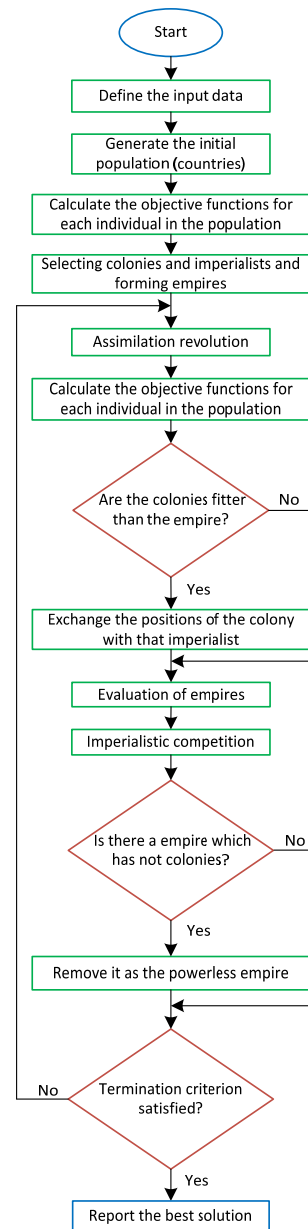 Start
Define the input data
Generate the initial
population (countries)
Calculate the objective functions for
each individual in the population
Selecting colonies and imperialists and
forming empires
Assimilation revolution
Calculate the objective functions for
each individual in the population
Are the colonies fitter
than the empire?
No
Yes
Exchange the positions of the colony
with that imperialist
Evaluation of empires
Imperialistic competition
Is there a empire which
has not colonies?
No
Yes
Remove it as the powerless empire
No
Termination criterion
satisfied?
Yes
Report the best solution